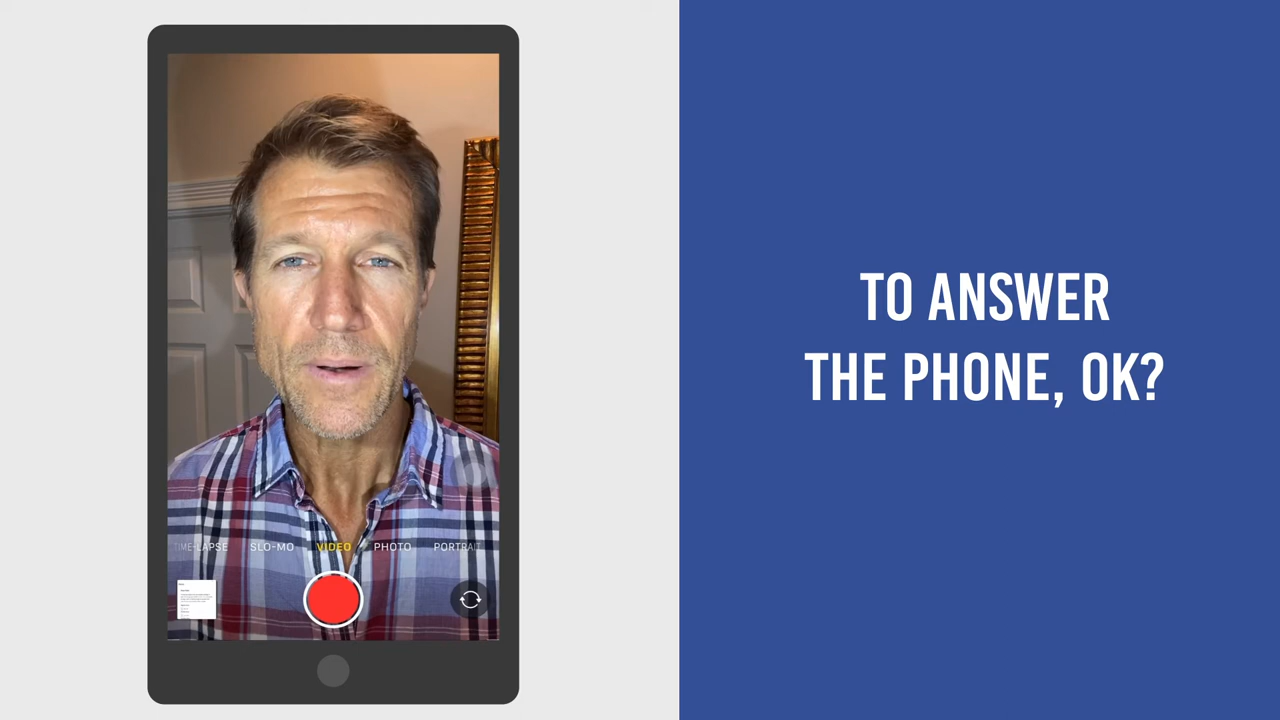 TIME-LAPSE SLO-MO VIDEO PHOTO PORTRAIT
TO ANSWER
THE PHONE, OK?